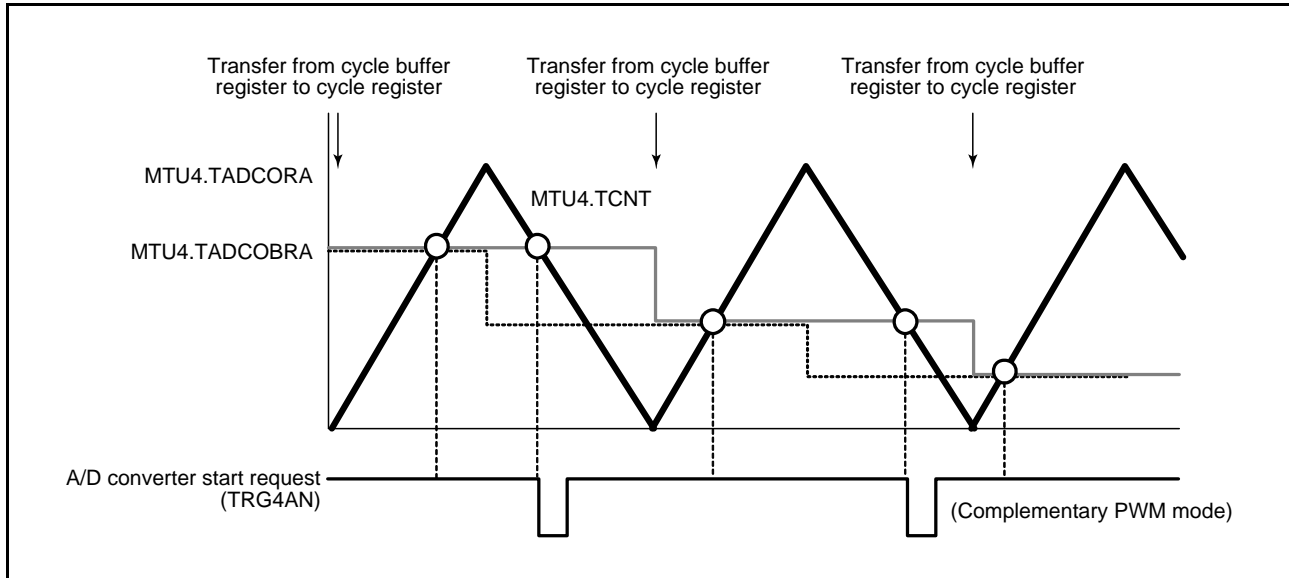 Transfer from cycle buffer
register to cycle register
Transfer from cycle buffer
register to cycle register
Transfer from cycle buffer
register to cycle register
MTU4.TADCORA
MTU4.TCNT
MTU4.TADCOBRA
A/D converter start request
(TRG4AN)
(Complementary PWM mode)